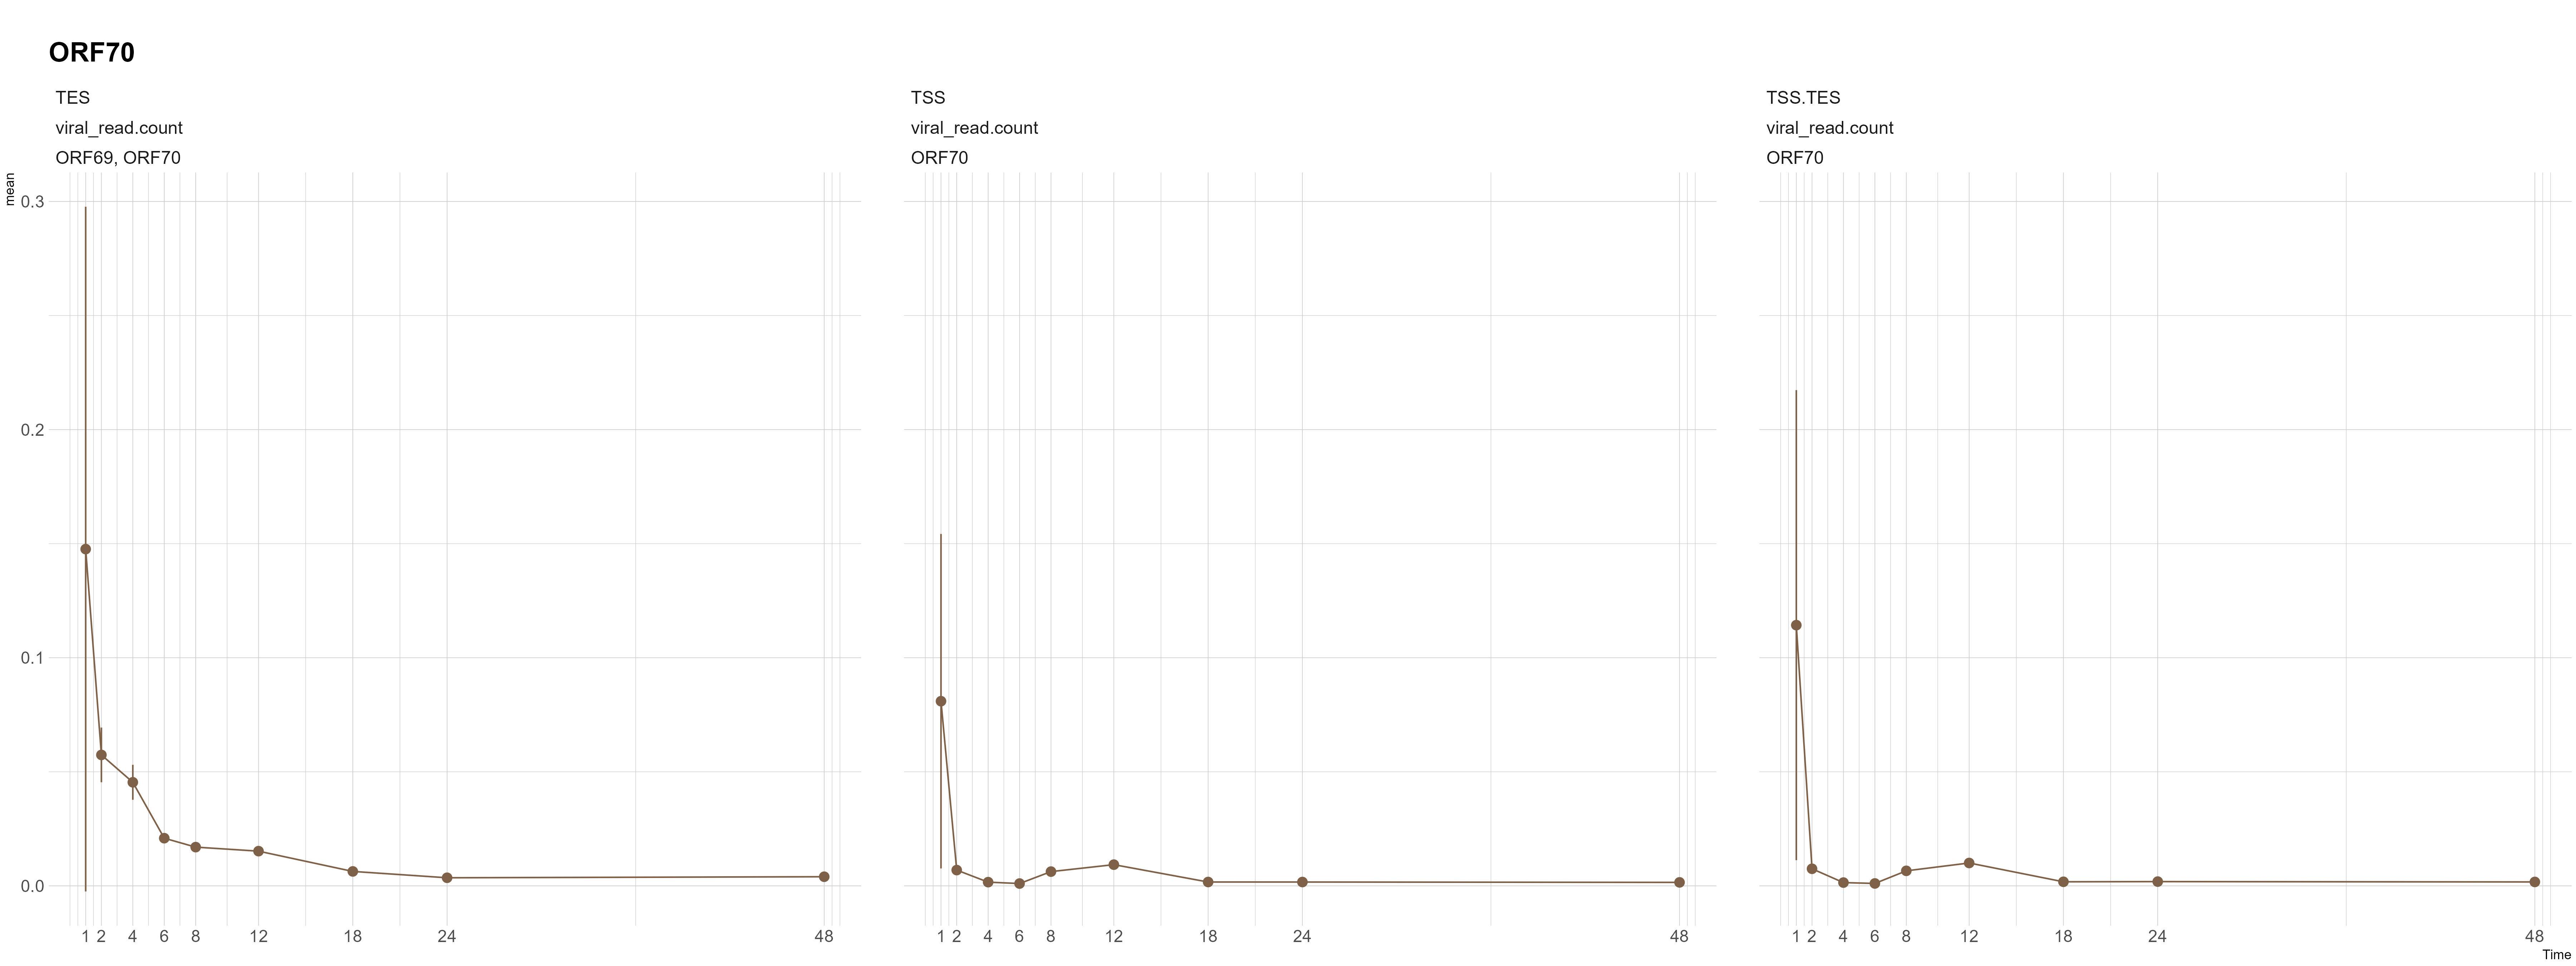 ORF70
TES
viral_read.count
ORF69, ORF70
TSS
viral_read.count
ORF70
TSS.TES
viral_read.count
ORF70
mean
0.3
0.2
0.1
0.0
1 2 4 6 8 12 18 24 48
1 2 4 6 8 12 18 24 48
1 2 4 6 8 12 18 24 48
Time